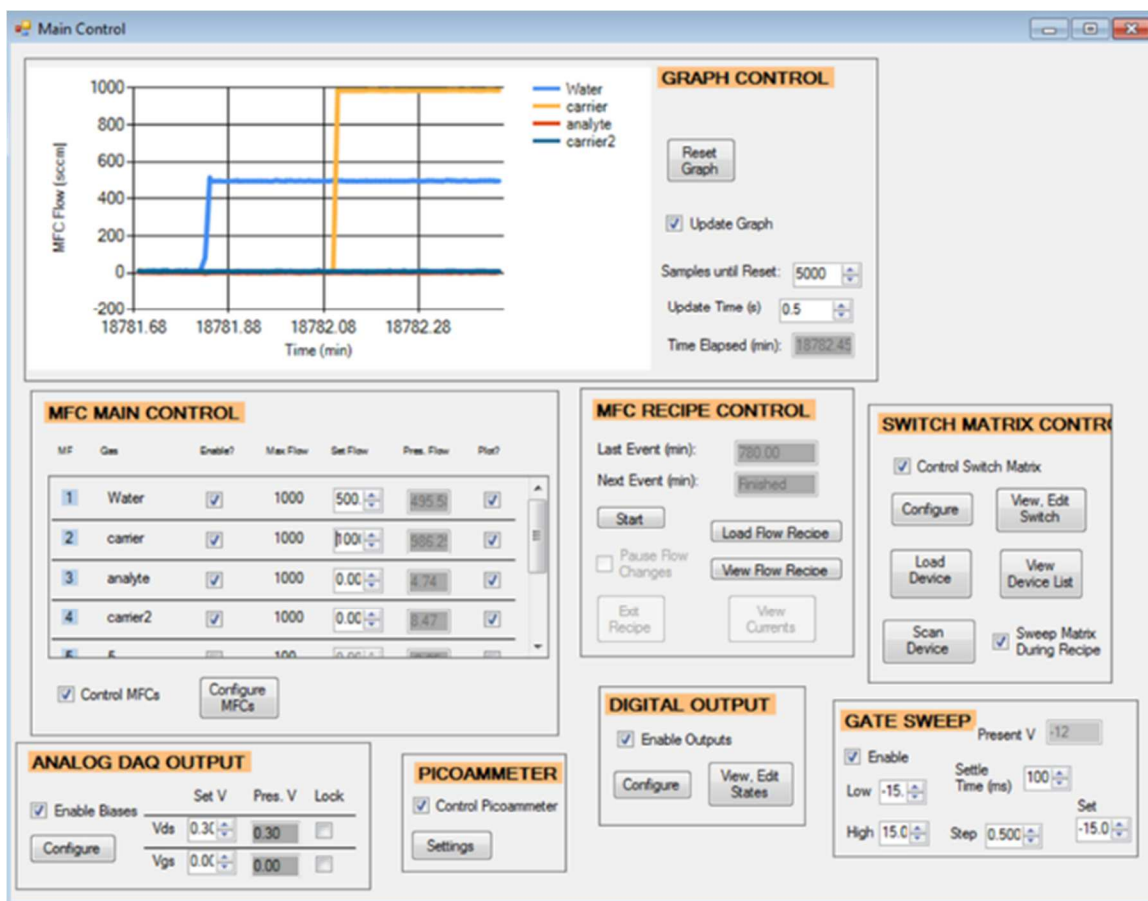 Main Control
1000
800
600
400
200
0
-200
18781.68 18781.88 18782.08 18782.28
Time (min)
MFC Flow (sccm)
Water
carrier
analyte
carrier2
GRAPH CONTROL
Reset
Graph
Update Graph
Samples until Reset: 5000
Update Time (s) 0.5
Time Elapsed (min): 18782.45
MFC MAIN CONTROL
MF Gas Enable? Max Flow Set Flow Pres. Flow Plot?
1 Water 1000 500. 495.5
2 carrier 1000 100 986.2
3 analyte 1000 0.00 4.74
4 carrier2 1000 0.00 8.47
5 5 100
Control MFCs
Configure
MFCs
MFC RECIPE CONTROL
Last Event (min): 780.00
Next Event (min): Finished
Start
Load Flow Recipe
Pause Flow
Changes
View Flow Recipe
Exit
Recipe
View
Currents
SWITCH MATRIX CONTRO
Control Switch Matrix
Configure
View, Edit
Switch
Load
Device
View
Device List
Scan
Device
Sweep Matrix
During Recipe
ANALOG DAQ OUTPUT
Set V Pres. V Lock
Enable Biases
Vds 0.30 0.30
Configure
Vgs 0.00 0.00
PICOAMMETER
Control Picoammeter
Settings
DIGITAL OUTPUT
Enable Outputs
Configure
View, Edit
States
GATE SWEEP
Present V -12
Enable
Settle
Time (ms) 100
Low -15.
Set
High 15.0 Step 0.500 -15.0